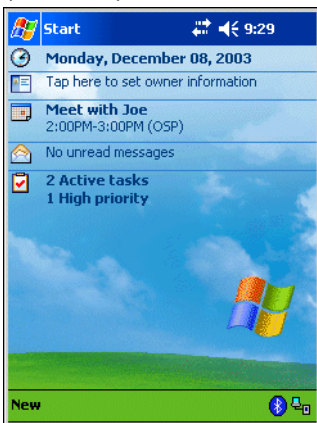 Start 9:29
Monday, December 08, 2003
Tap here to set owner information
Meet with Joe
2:00PM-3:00PM (OSP)
No unread messages
2 Active tasks
1 High priority
New